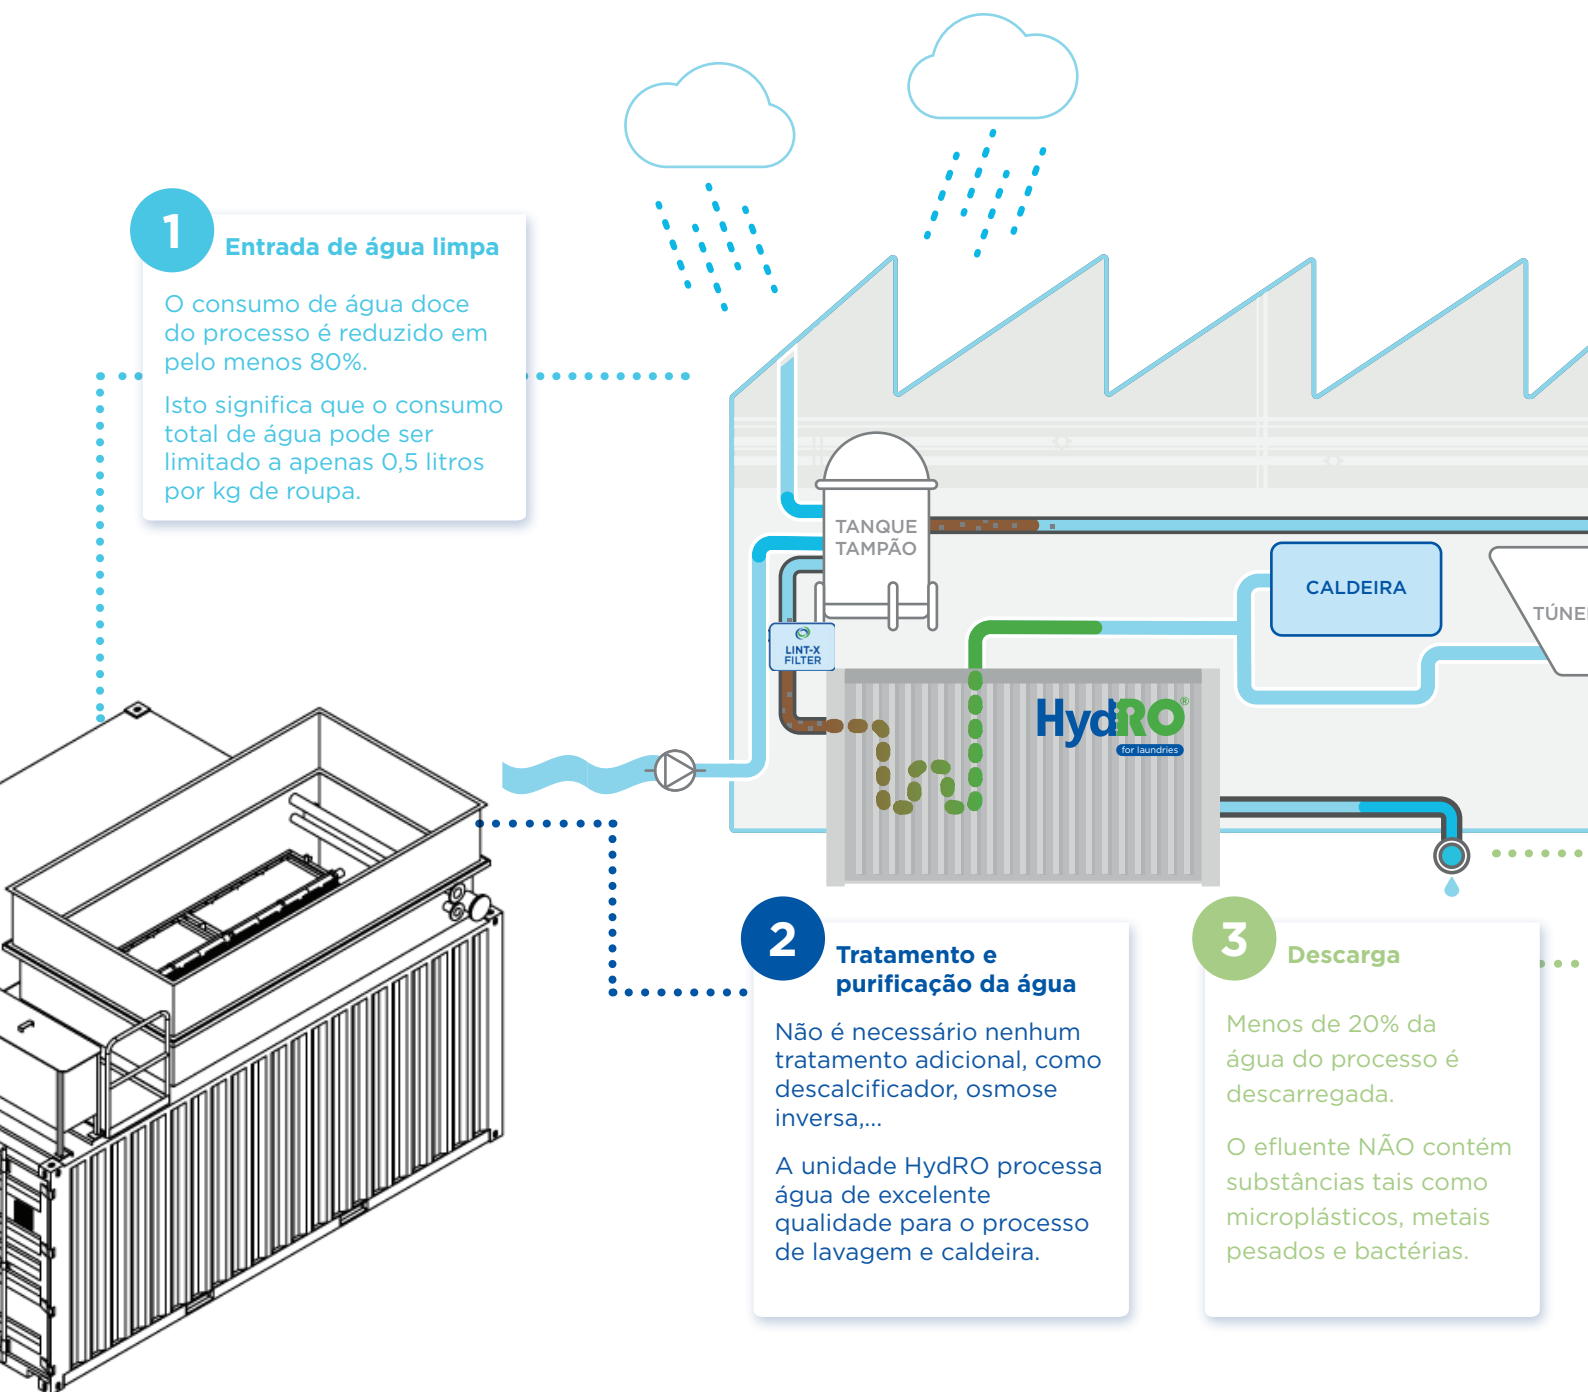 1
Entrada de água limpa
O consumo de água doce
do processo é reduzido em
pelo menos 80%.
Isto significa que o consumo
total de água pode ser
limitado a apenas 0,5 litros
por kg de roupa.
TANQUE
TAMPÃO
CALDEIRA
TÚNE
LINT-X
FILTER
HydRO®
for laundries
2
Tratamento e
purificação da água
Não é necessário nenhum
tratamento adicional, como
descalcificador, osmose
inversa,...
A unidade HydRO processa
água de excelente
qualidade para o processo
de lavagem e caldeira.
3
Descarga
Menos de 20% da
água do processo é
descarregada.
O efluente NÃO contém
substâncias tais como
microplásticos, metais
pesados e bactérias.